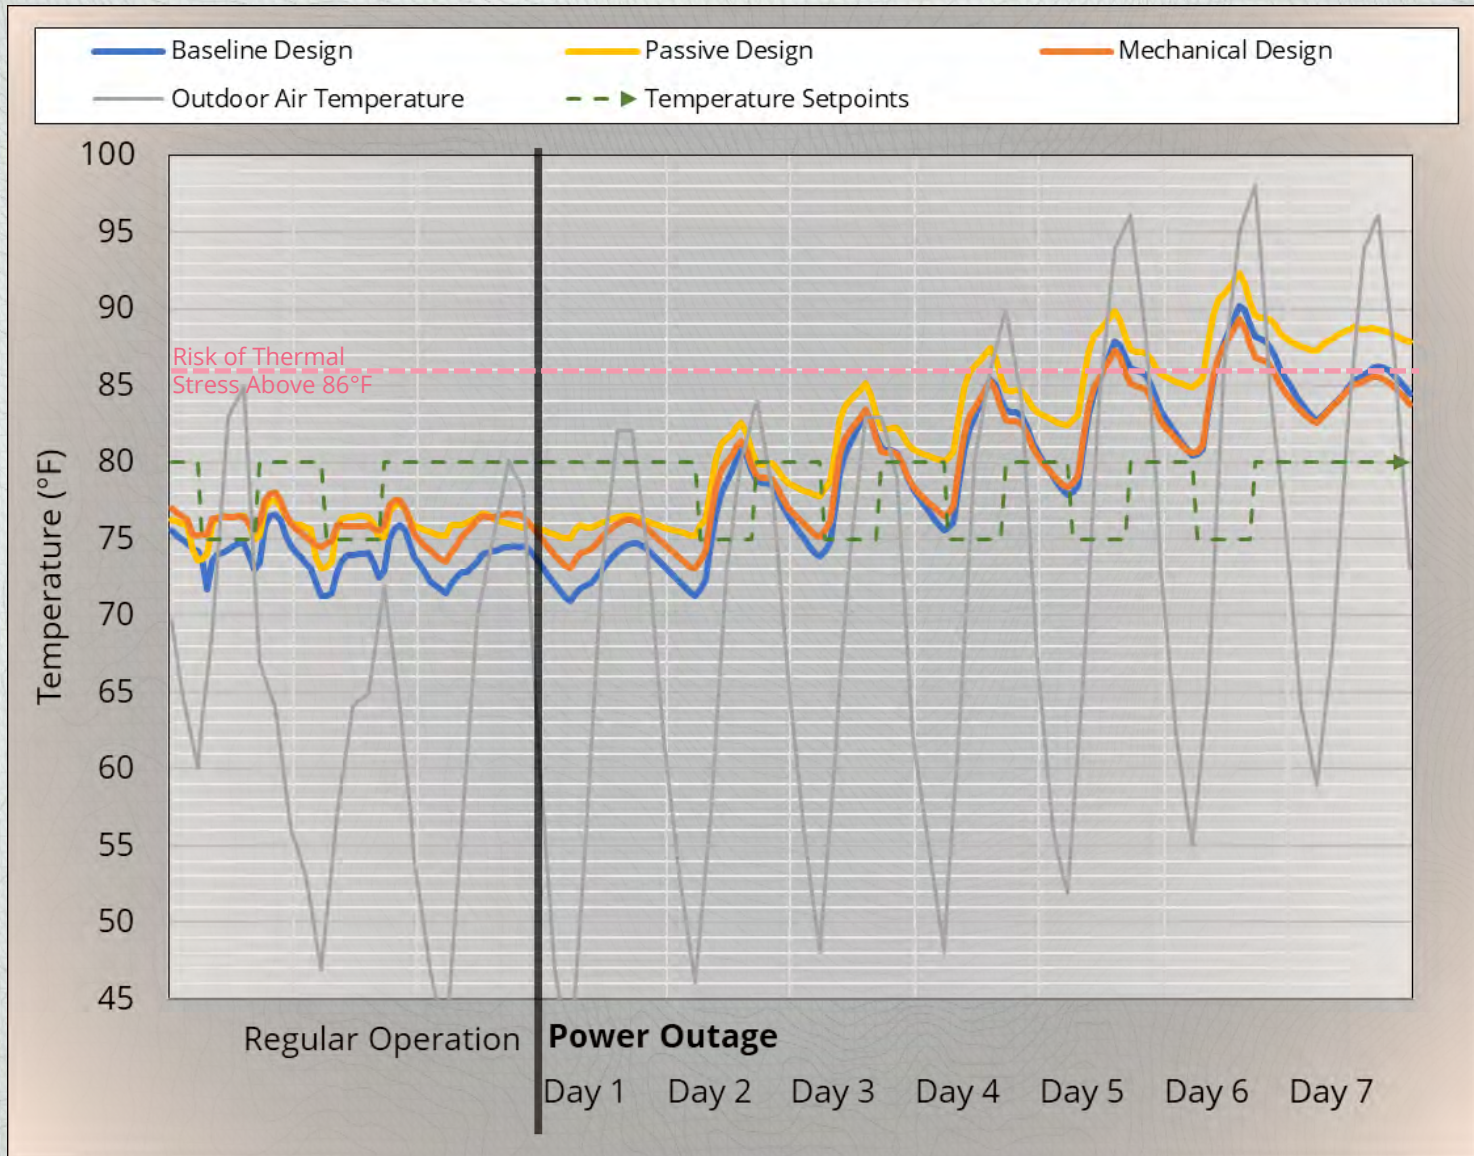 Baseline Design
Passive Design
Mechanical Design
Outdoor Air Temperature
Temperature Setpoints
100
95
90
85
80
75
70
65
60
55
50
45
Temperature (°F)
Risk of Thermal
Stress Above 86°F
Regular Operation
Power Outage
Day 1
Day 2
Day 3
Day 4
Day 5
Day 6
Day 7